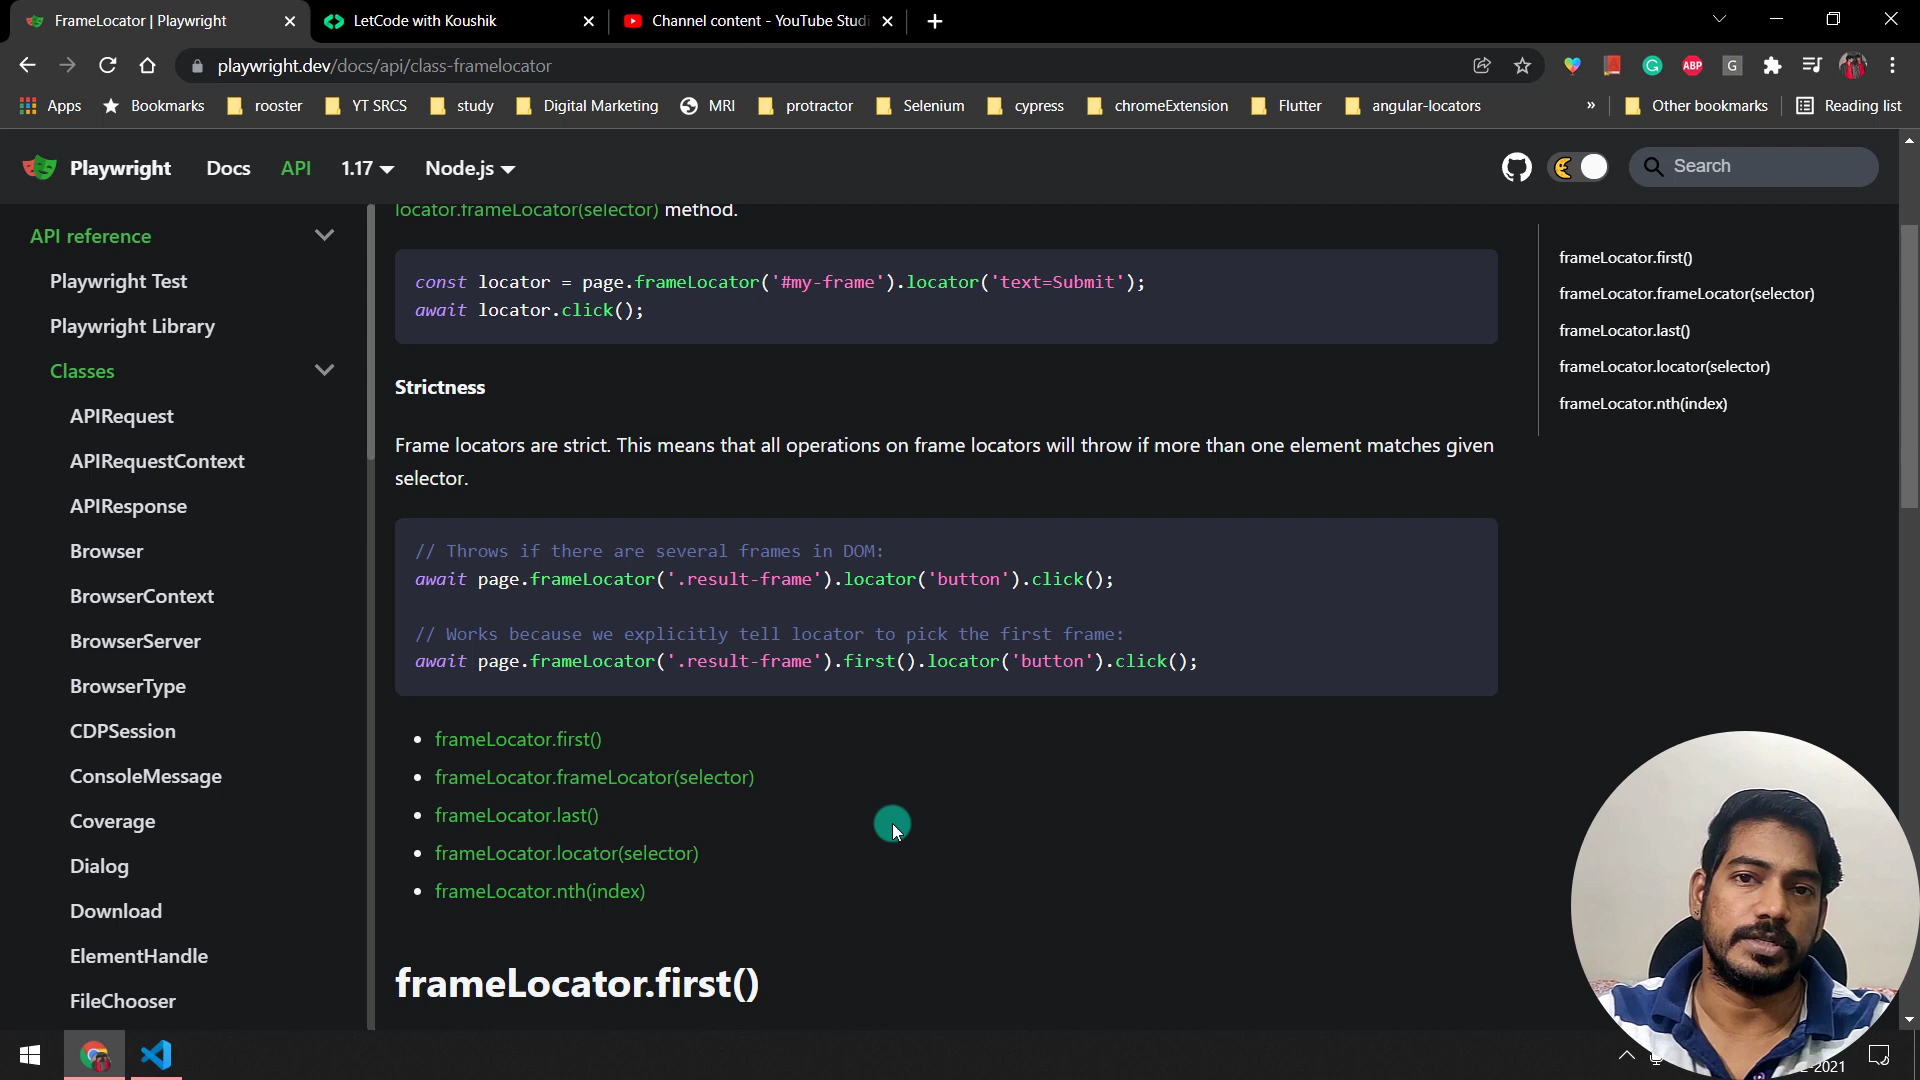 FrameLocator | Playwright
LetCode with Koushik
Channel content - YouTube Studi
playwright.dev/docs/api/class-framelocator
Apps
Bookmarks
rooster
YT SRCS
study
Digital Marketing
MRI
protractor
Selenium
cypress
chromeExtension
Flutter
angular-locators
»
Other bookmarks
Reading list
ABP
G
Playwright
Docs
API
1.17
Node.js
Search
API reference
Playwright Test
Playwright Library
Classes
APIRequest
APIRequestContext
APIResponse
Browser
BrowserContext
BrowserServer
BrowserType
CDPSession
ConsoleMessage
Coverage
Dialog
Download
ElementHandle
FileChooser
locator.frameLocator(selector) method.
const locator = page.frameLocator('#my-frame').locator('text=Submit');
await locator.click();
Strictness
Frame locators are strict. This means that all operations on frame locators will throw if more than one element matches given
selector.
// Throws if there are several frames in DOM:
await page.frameLocator('.result-frame').locator('button').click();
// Works because we explicitly tell locator to pick the first frame:
await page.frameLocator('.result-frame').first().locator('button').click();
frameLocator.first()
frameLocator.frameLocator(selector)
frameLocator.last()
frameLocator.locator(selector)
frameLocator.nth(index)
frameLocator.first()
frameLocator.first()
frameLocator.frameLocator(selector)
frameLocator.last()
frameLocator.locator(selector)
frameLocator.nth(index)
-2021